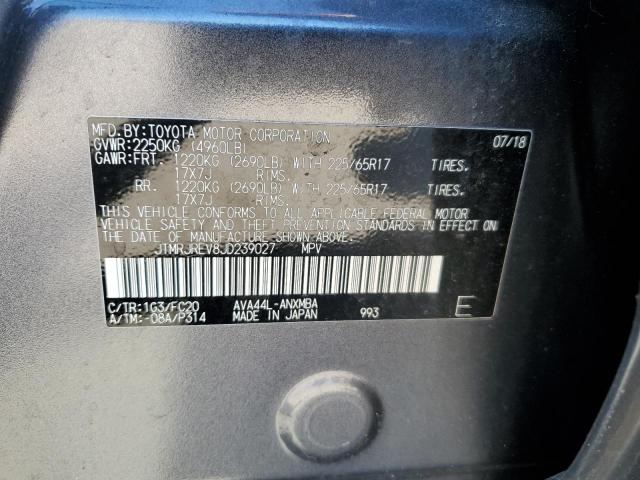 MFD.BY:TOYOTA MOTOR CORPORATION 07/18
GVWR:2250KG (4960LB)
GAWR:FRT 1220KG (2690LB) WITH 225/65R17 TIRES.
17X7J RIMS.
RR. 1220KG (2690LB) WITH 225/65R17 TIRES.
17X7J RIMS.
THIS VEHICLE CONFORMS TO ALL APPLICABLE FEDERAL MOTOR
VEHICLE SAFETY AND THEFT PREVENTION STANDARDS IN EFFECT ON
THE DATE OF MANUFACTURE SHOWN ABOVE.
JTMRJREV8JD239027 MPV
C/TR:1G3/FC20 AVA44L-ANXMBA
A/TM:-08A/P314 MADE IN JAPAN 993 E